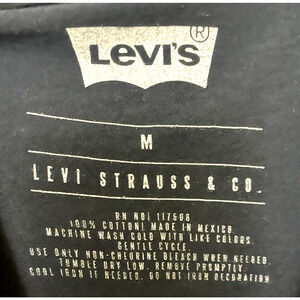 LEVI'S®
M
LEVI STRAUSS & CO.
RN NO: 117508
100% COTTON| MADE IN MEXICO
MACHINE WASH COLD WITH LIKE COLORS.
GENTLE CYCLE.
USE ONLY NON-CHLORINE BLEACH WHEN NEEDED.
TUMBLE DRY LOW. REMOVE PROMPTLY.
COOL IRON IF NEEDED. DO NOT IRON DECORATION